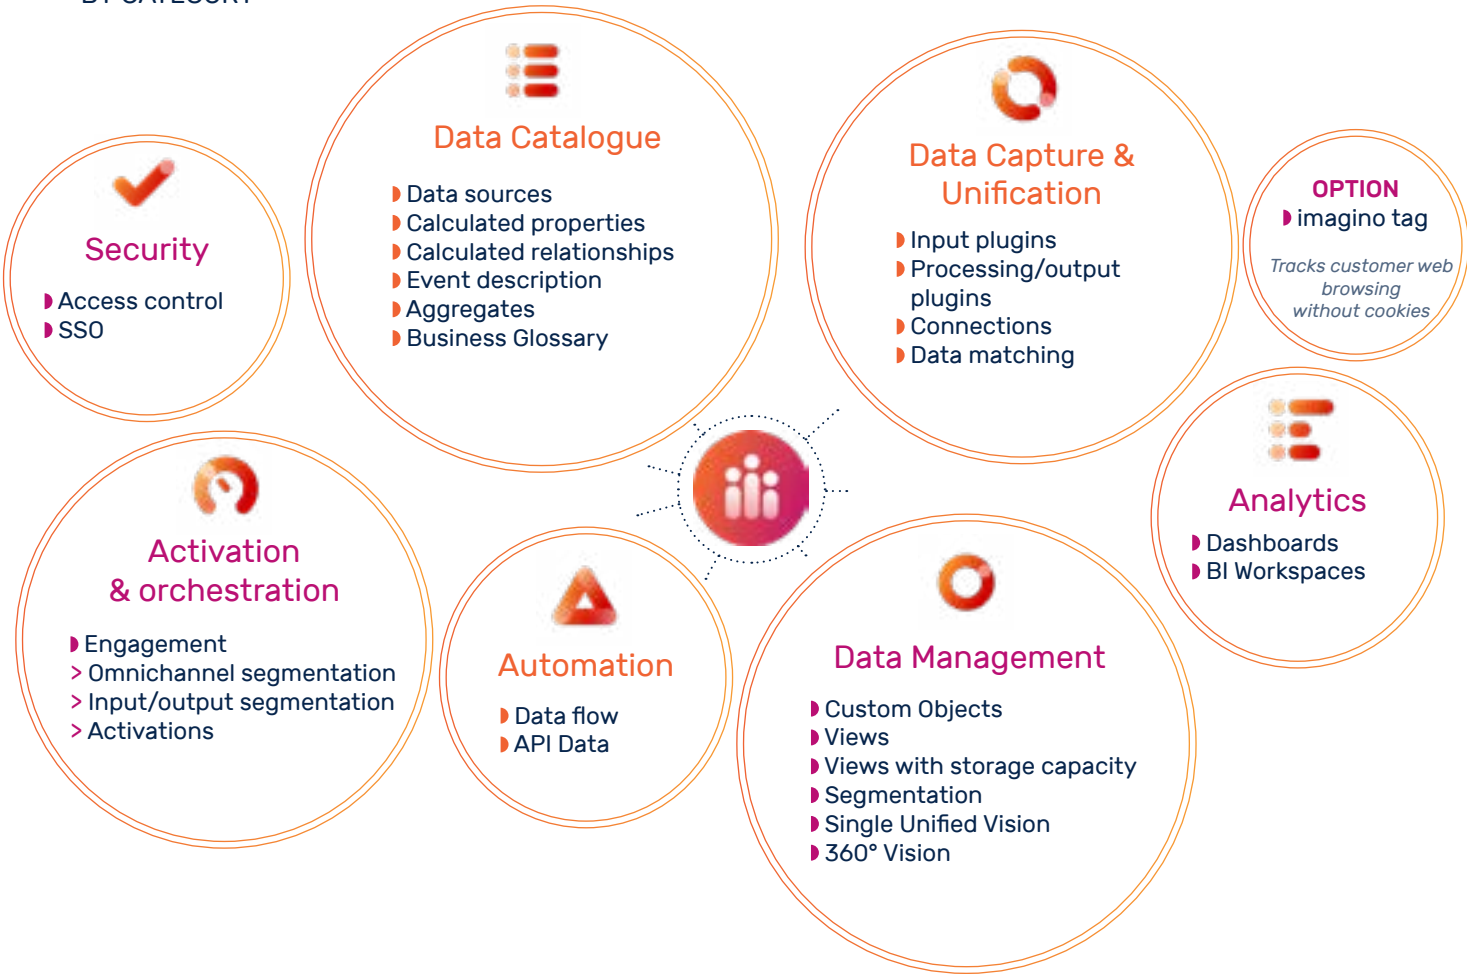 BY CATEGORY
Data Catalogue
Data sources
Calculated properties
Calculated relationships
Event description
Aggregates
Business Glossary
Data Capture &
Unification
Input plugins
Processing/output
plugins
Connections
Data matching
OPTION
imagino tag
Tracks customer web
browsing
without cookies
Security
Access control
SSO
Analytics
Dashboards
BI Workspaces
Activation
& orchestration
Engagement
> Omnichannel segmentation
> Input/output segmentation
> Activations
Automation
Data flow
API Data
Data Management
Custom Objects
Views
Views with storage capacity
Segmentation
Single Unified Vision
360° Vision